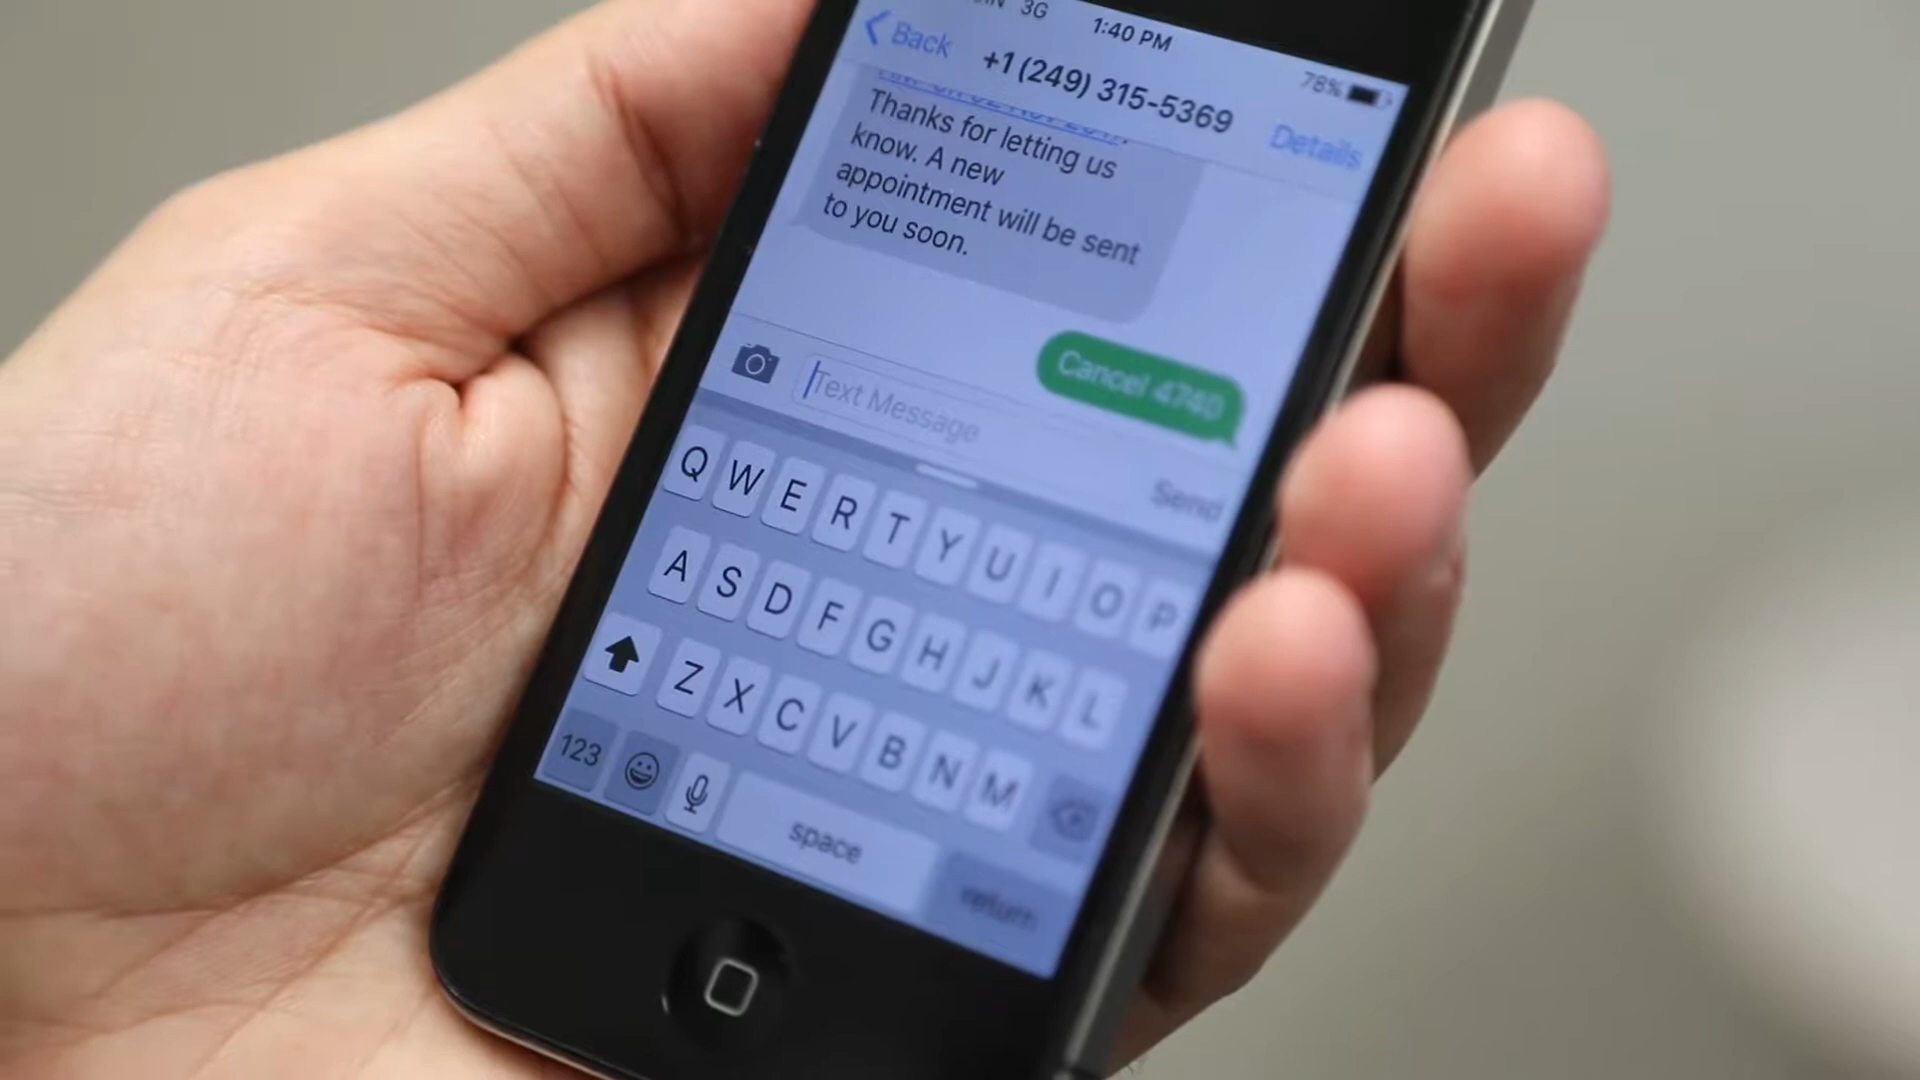 3G 1:40 PM 78%
Back +1 (249) 315-5369 Details
Thanks for letting us
know. A new
appointment will be sent
to you soon.
Cancel 4740
Text Message
Send
Q W E R T Y U I O P
A S D F G H J K L
Z X C V B N M
123 space return